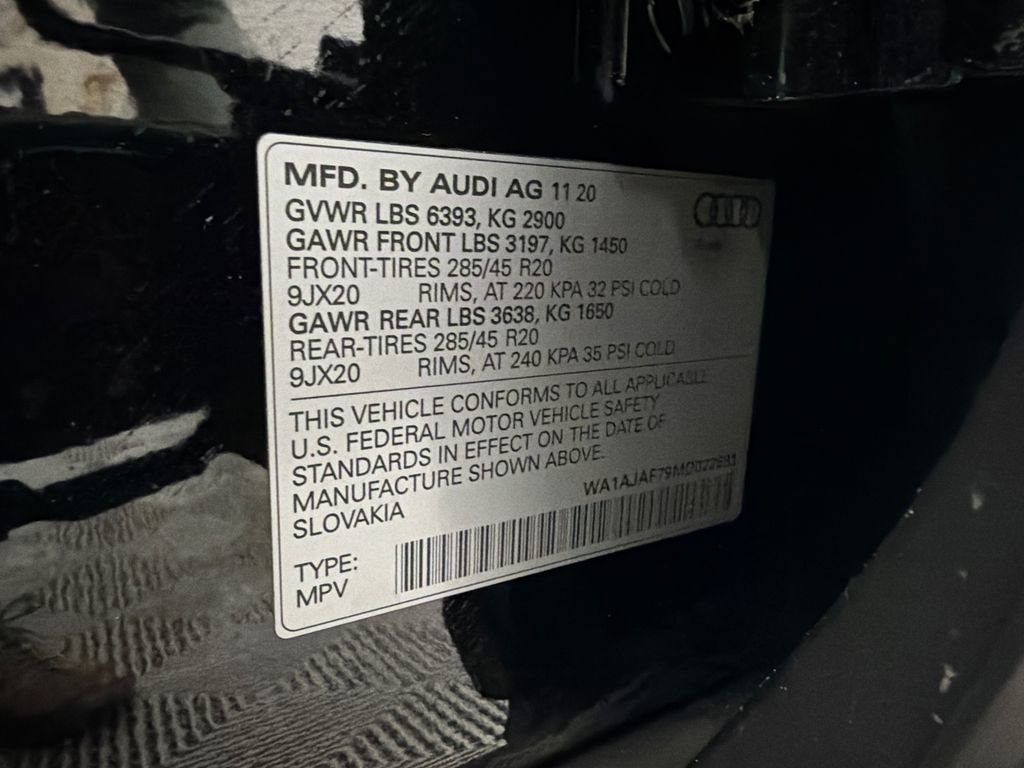 MFD. BY AUDI AG 11 20
GVWR LBS 6393, KG 2900
GAWR FRONT LBS 3197, KG 1450
FRONT-TIRES 285/45 R20
9JX20 RIMS, AT 220 KPA 32 PSI COLD
GAWR REAR LBS 3638, KG 1650
REAR-TIRES 285/45 R20
9JX20 RIMS, AT 240 KPA 35 PSI COLD
THIS VEHICLE CONFORMS TO ALL APPLICABLE
U.S. FEDERAL MOTOR VEHICLE SAFETY
STANDARDS IN EFFECT ON THE DATE OF
MANUFACTURE SHOWN ABOVE.
SLOVAKIA
TYPE:
MPV